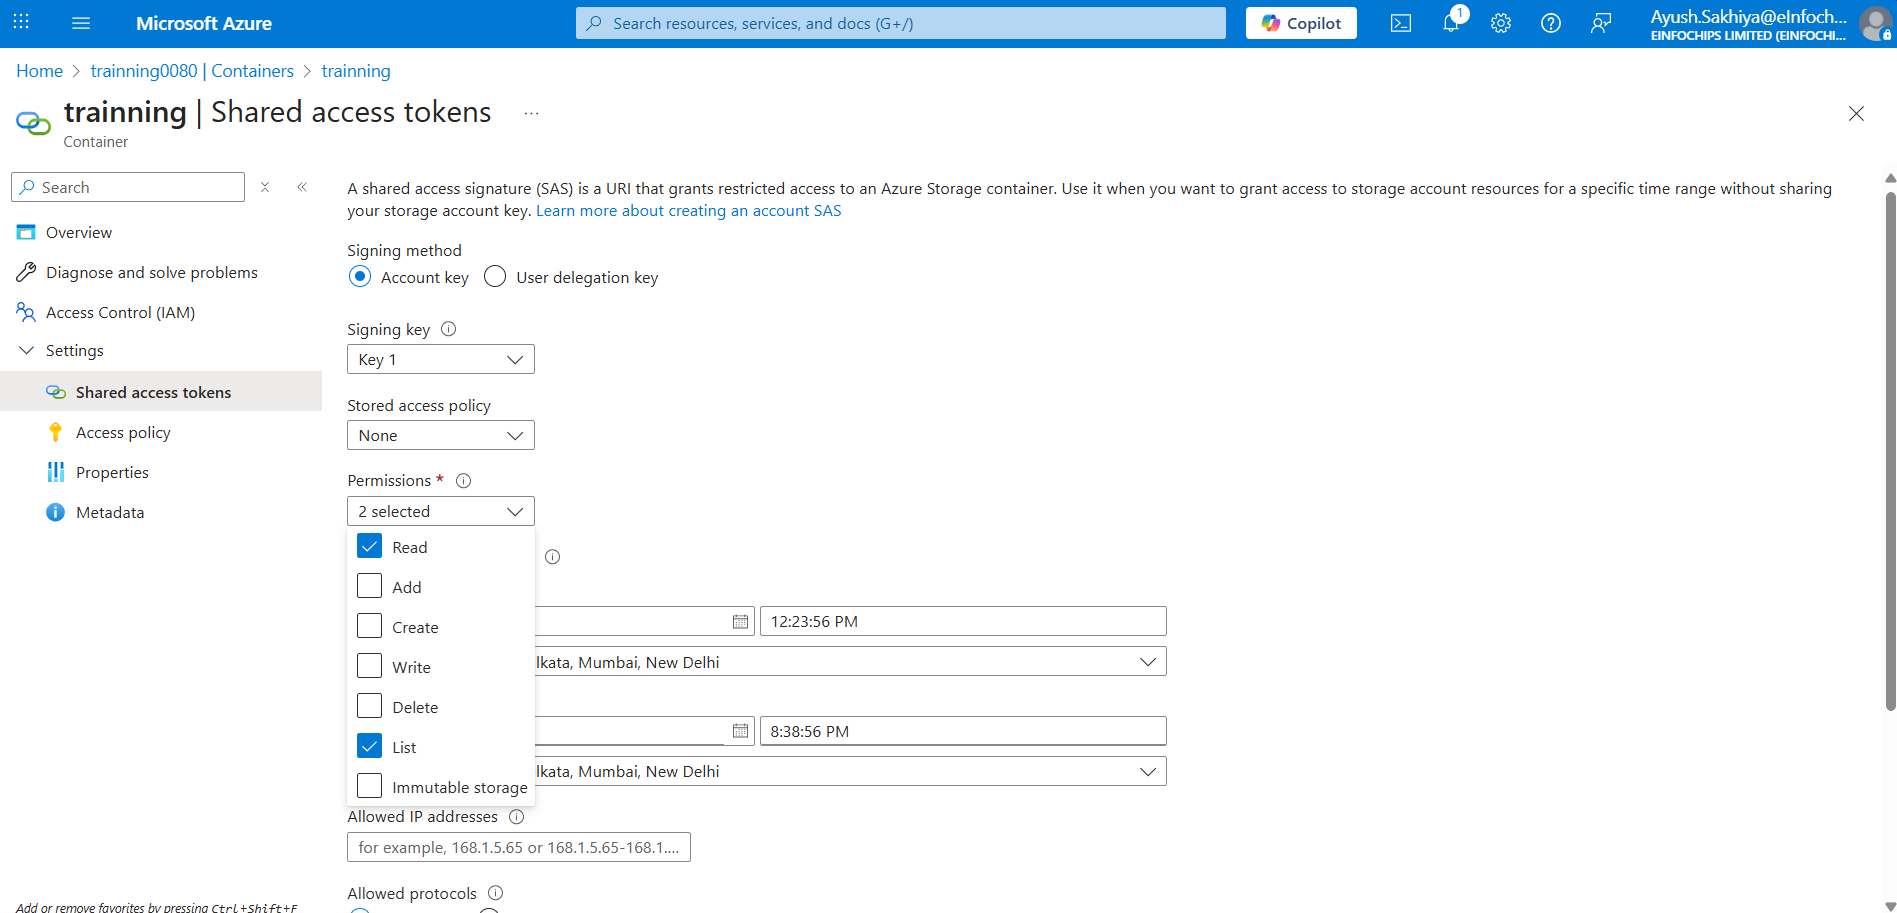 Microsoft Azure
Search resources, services, and docs (G+/)
Copilot
1
Ayush.Sakhiya@eInfoch...
EINFOCHIPS LIMITED (EINFOCHI...
Home > trainning0080 | Containers > trainning
trainning | Shared access tokens ...
Container
Search
Overview
Diagnose and solve problems
Access Control (IAM)
Settings
Shared access tokens
Access policy
Properties
Metadata
Add or remove favorites by pressing Ctrl+Shift+F
A shared access signature (SAS) is a URI that grants restricted access to an Azure Storage container. Use it when you want to grant access to storage account resources for a specific time range without sharing
your storage account key. Learn more about creating an account SAS
Signing method
Account key User delegation key
Signing key
Key 1
Stored access policy
None
Permissions *
2 selected
Read
Add
Create
Write
Delete
List
Immutable storage
12:23:56 PM
lkata, Mumbai, New Delhi
8:38:56 PM
lkata, Mumbai, New Delhi
Allowed IP addresses
for example, 168.1.5.65 or 168.1.5.65-168.1....
Allowed protocols